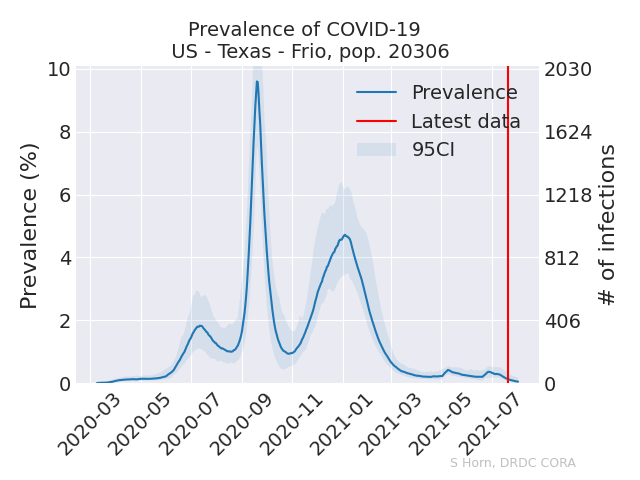 Prevalence of COVID-19
US - Texas - Frio, pop. 20306
Prevalence (%)
10
8
6
4
2
0
Prevalence
Latest data
95CI
2030
1624
1218
812
406
0
# of infections
2020-03
2020-05
2020-07
2020-09
2020-11
2021-01
2021-03
2021-05
2021-07
S Horn, DRDC CORA